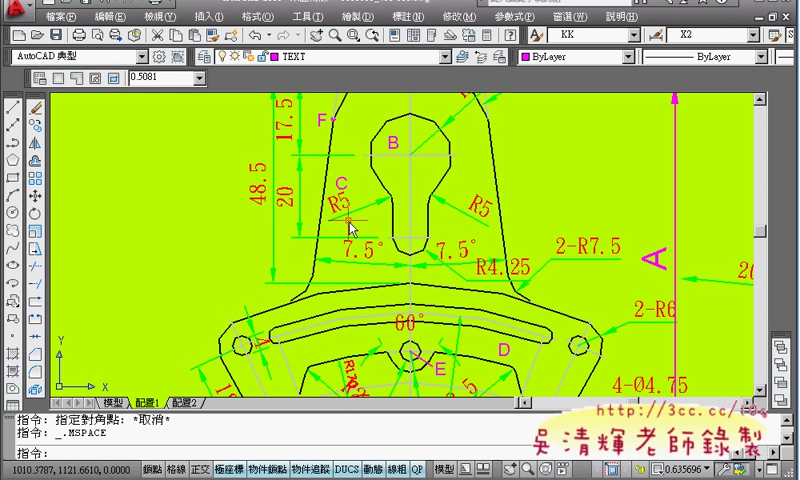 檔案(F) 編輯(E) 檢視(V) 插入(I) 格式(O) 工具(T) 繪製(D) 標註(N) 修改(M) 參數式(P) 視窗(W) 說明(H)
KK X2
AutoCAD 典型 TEXT ByLayer ByLayer
0.5081
17.5 F B
48.5 20 C R5 R5
7.5° 7.5° R4.25 2-R7.5 A
60° 2-R6
D
E
4-Ø4.75
Y
X
模型 配置1 配置2
指令: 指定對角點: *取消*
指令: _.MSPACE
指令:
http://3cc.cc/10s
吳清輝老師錄製
1010.3787, 1121.6610, 0.0000 鎖點 格線 正交 極座標 物件鎖點 物件追蹤 DUCS 動態 線粗 QP 模型 0.635696